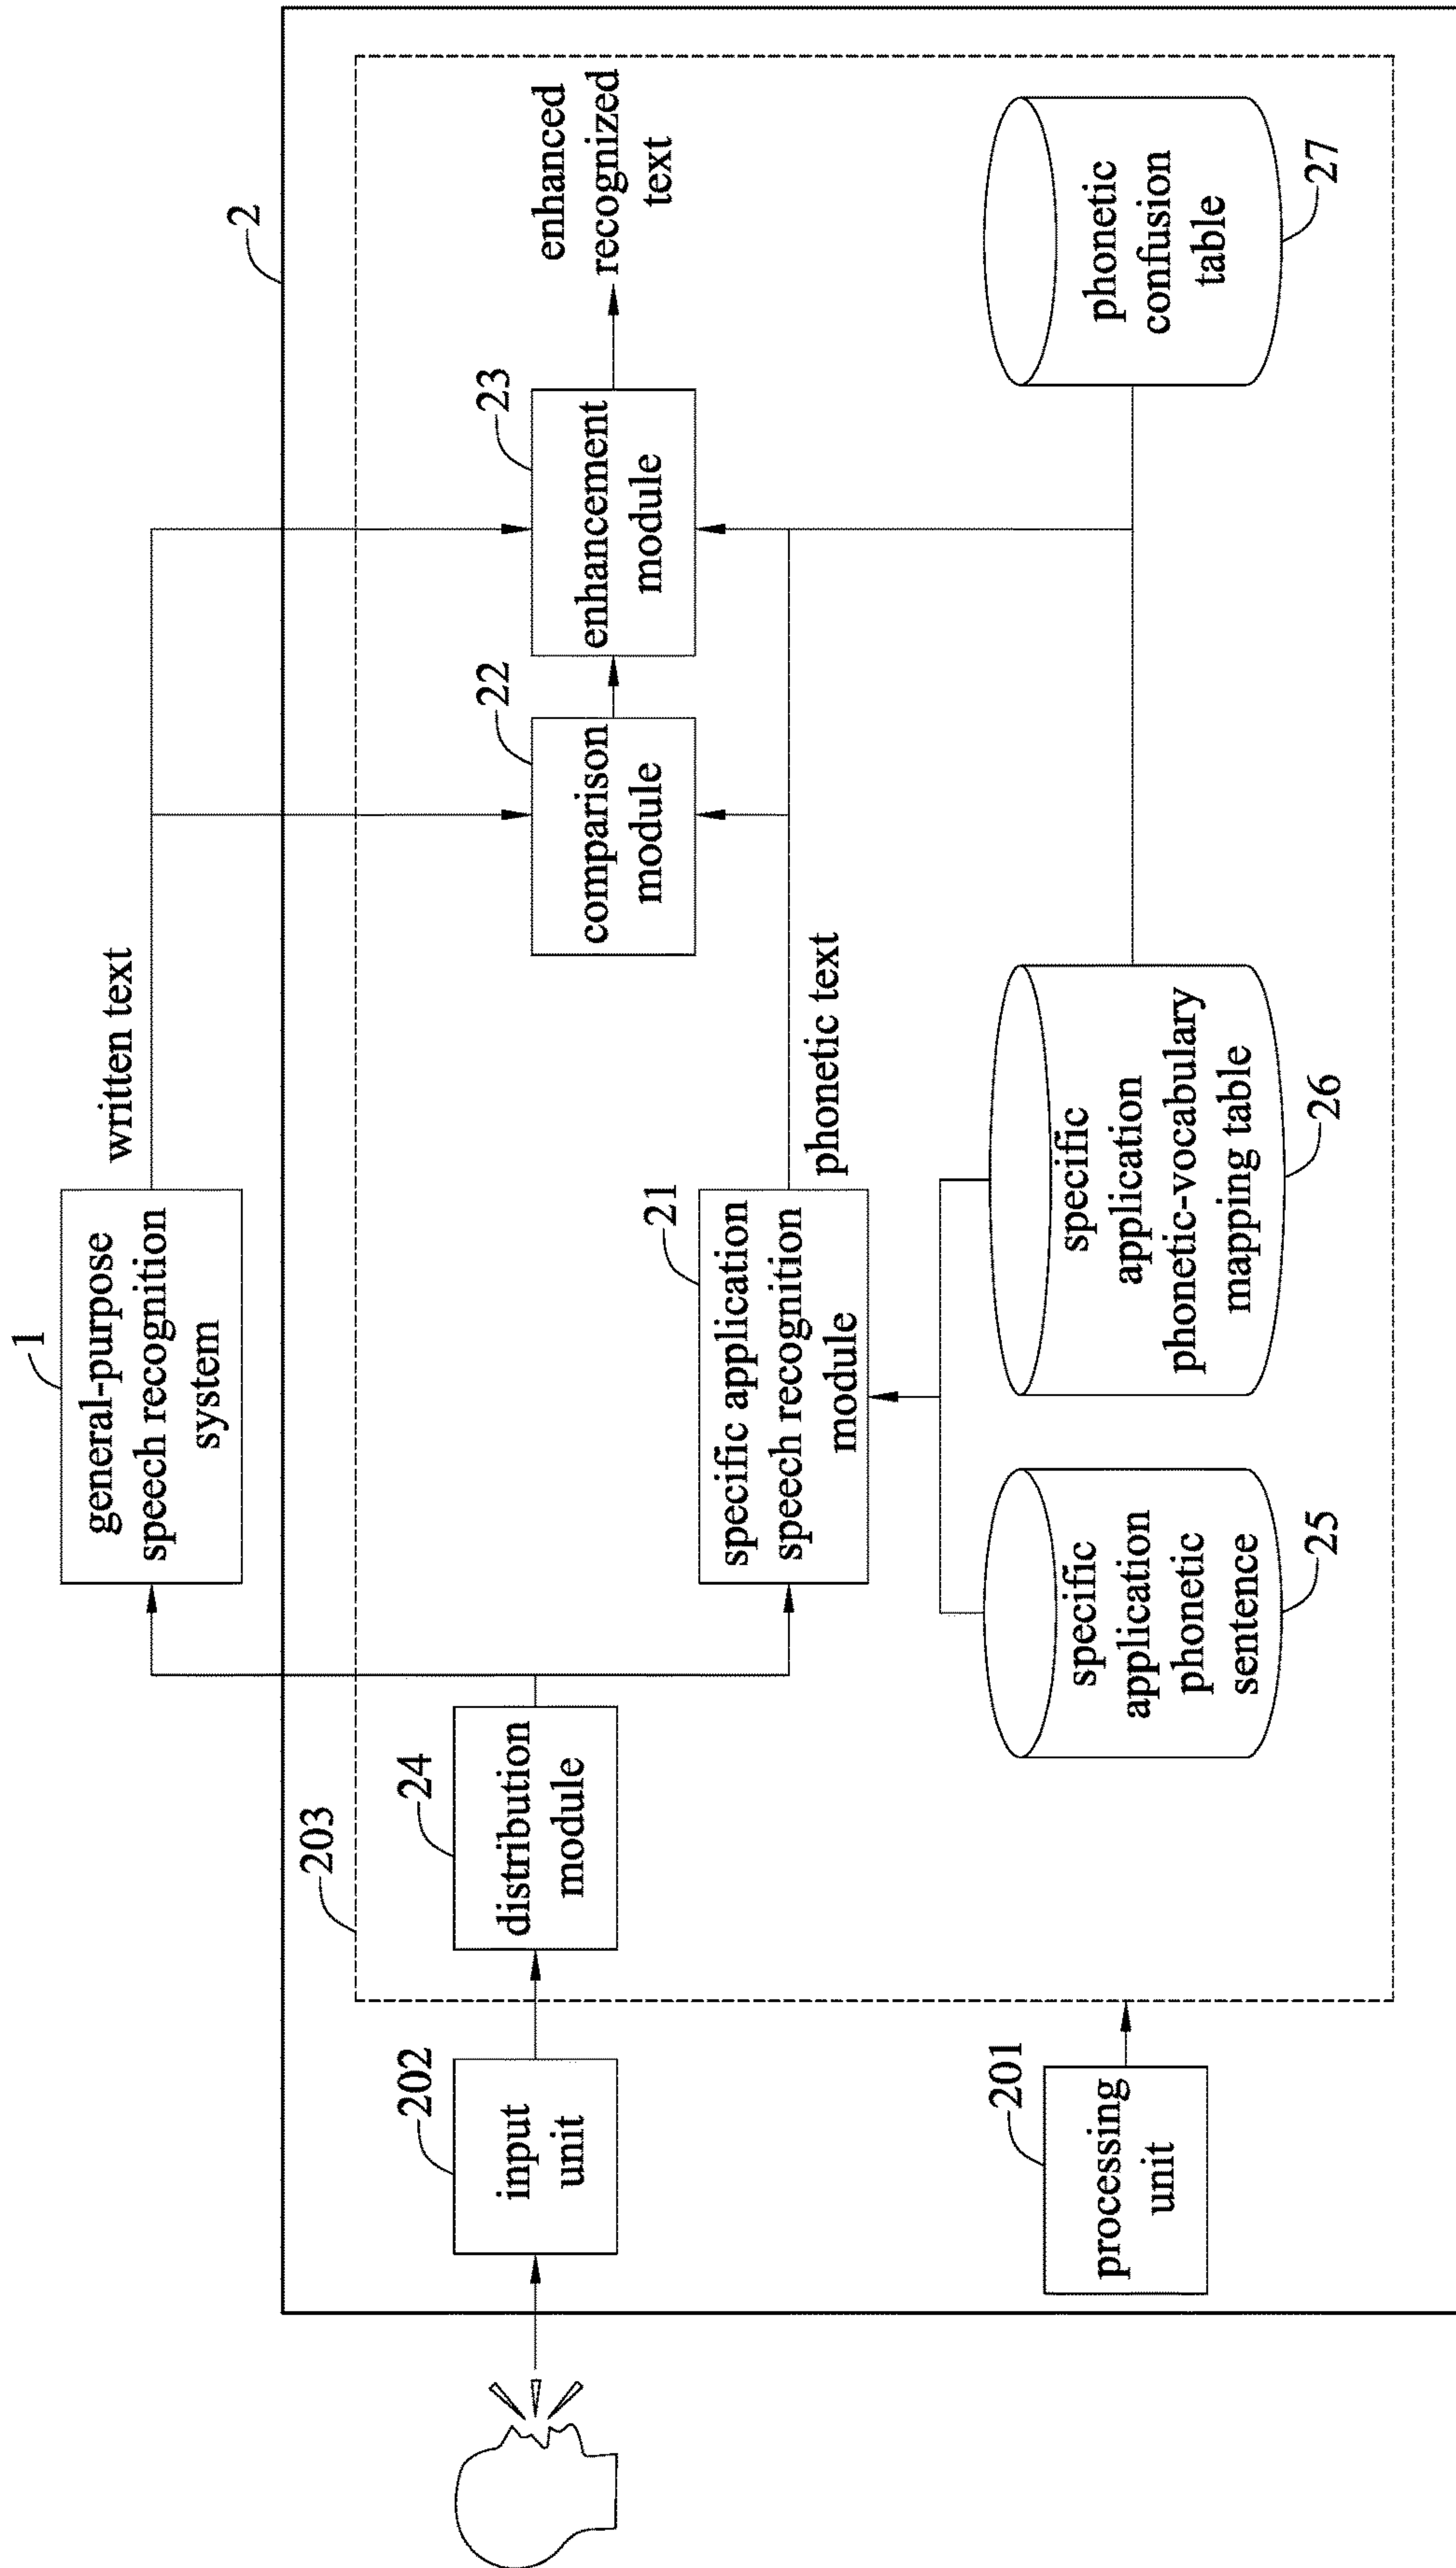 1
general-purpose
speech recognition
system
written text
2
203
202
input
unit
24
distribution
module
22
comparison
module
23
enhancement
module
enhanced
recognized
text
21
specific application
speech recognition
module
phonetic text
201
processing
unit
specific
application
phonetic
sentence
25
specific
application
phonetic-vocabulary
mapping table
26
phonetic
confusion
table
27